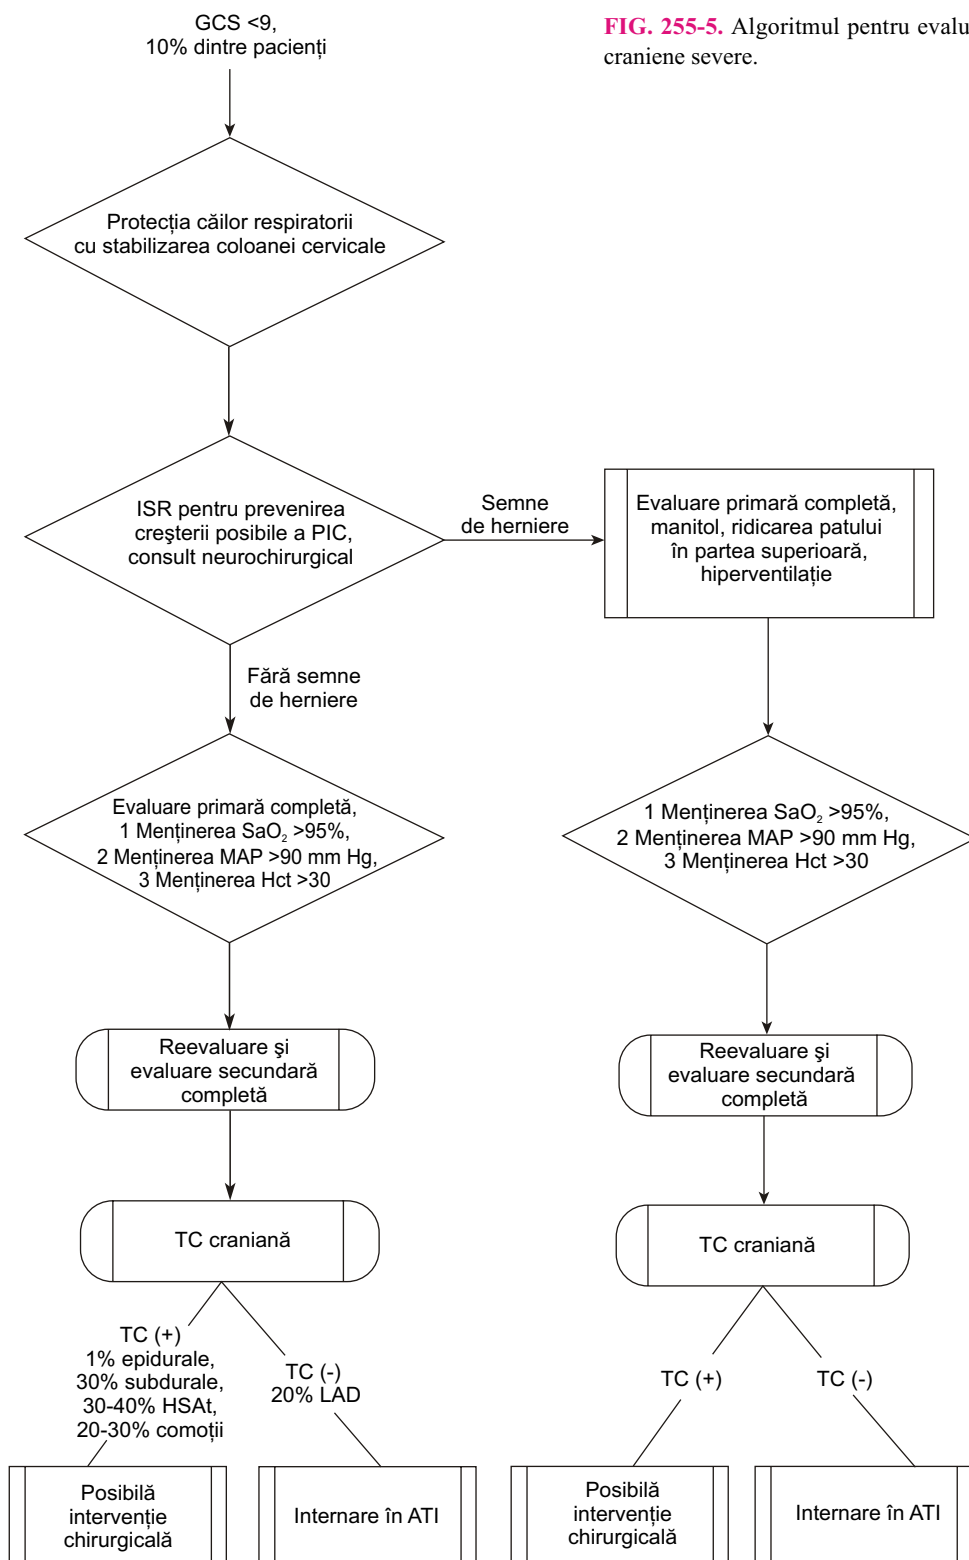 GCS <9,
10% dintre pacienți
FIG. 255-5. Algoritmul pentru evalu
craniene severe.
Protecția căilor respiratorii
cu stabilizarea coloanei cervicale
ISR pentru prevenirea
creşterii posibile a PIC,
consult neurochirurgical
Semne
de herniere
Evaluare primară completă,
manitol, ridicarea patului
în partea superioară,
hiperventilație
Fără semne
de herniere
Evaluare primară completă,
1 Menținerea SaO₂ >95%,
2 Menținerea MAP >90 mm Hg,
3 Menținerea Hct >30
1 Menținerea SaO₂ >95%,
2 Menținerea MAP >90 mm Hg,
3 Menținerea Hct >30
Reevaluare şi
evaluare secundară
completă
Reevaluare şi
evaluare secundară
completă
TC craniană
TC craniană
TC (+)
1% epidurale,
30% subdurale,
30-40% HSAt,
20-30% comoții
TC (-)
20% LAD
TC (+)
TC (-)
Posibilă
intervenție
chirurgicală
Internare în ATI
Posibilă
intervenție
chirurgicală
Internare în ATI